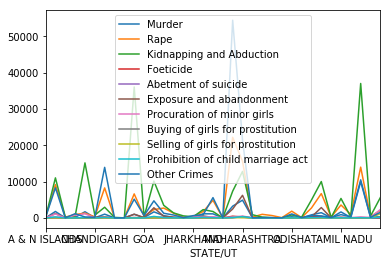 50000
40000
30000
20000
10000
0
Murder
Rape
Kidnapping and Abduction
Foeticide
Abetment of suicide
Exposure and abandonment
Procuration of minor girls
Buying of girls for prostitution
Selling of girls for prostitution
Prohibition of child marriage act
Other Crimes
A & N ISLANDS CHANDIGARH GOA JHARKHAND MAHARASHTRA ODISHA TAMIL NADU
STATE/UT